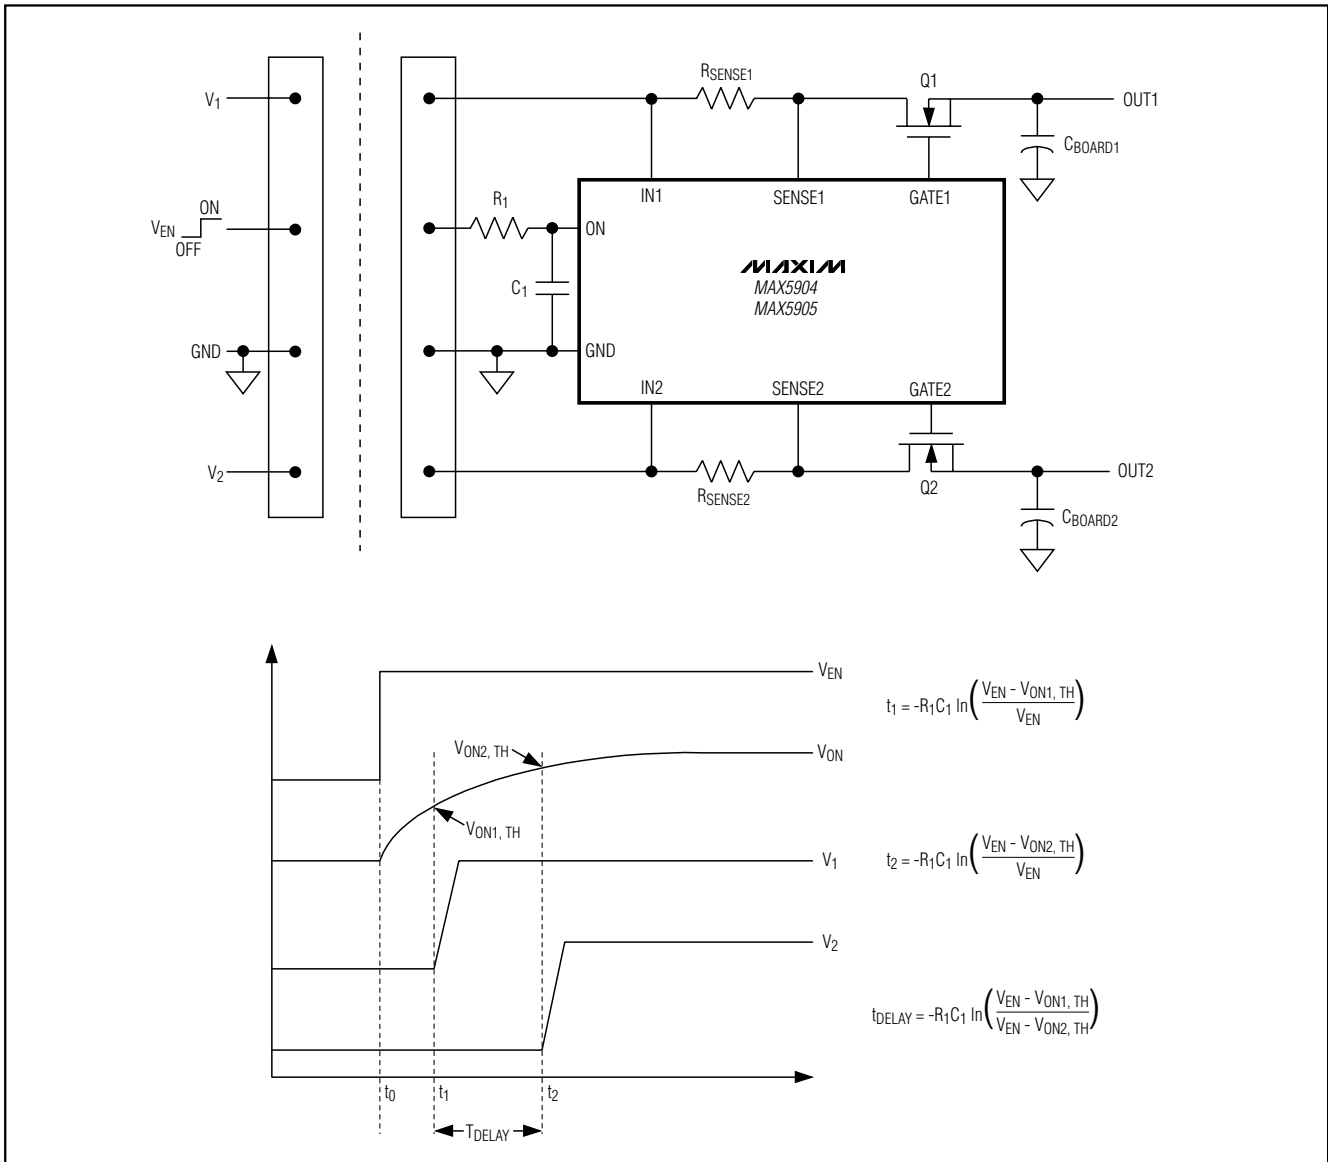 V1
VEN
ON
OFF
GND
V2
R1
C1
RSENSE1
Q1
OUT1
CBOARD1
IN1
SENSE1
GATE1
ON
MAXIM
MAX5904
MAX5905
GND
IN2
SENSE2
GATE2
RSENSE2
Q2
OUT2
CBOARD2
VEN
VON2, TH
VON
VON1, TH
V1
V2
t0
t1
t2
TDELAY
t1 = -R1C1 ln(VEN - VON1, TH / VEN)
t2 = -R1C1 ln(VEN - VON2, TH / VEN)
tDELAY = -R1C1 ln(VEN - VON1, TH / VEN - VON2, TH)